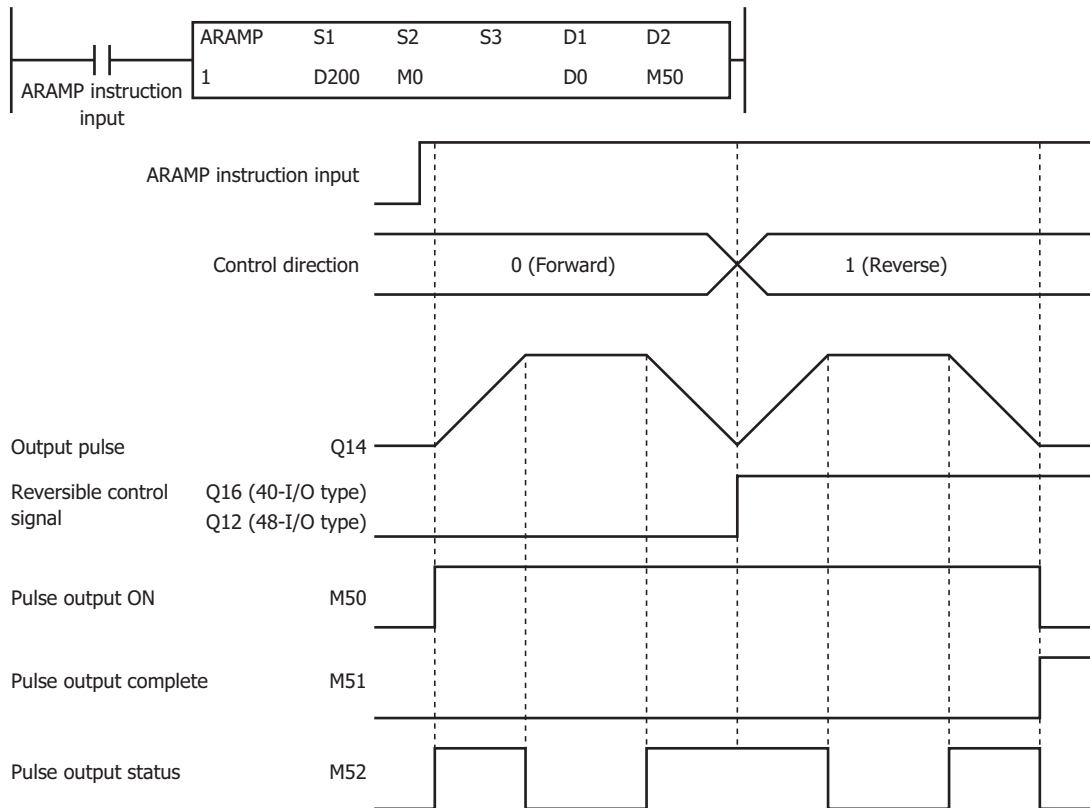 ARAMP S1 S2 S3 D1 D2
1 D200 M0 D0 M50
ARAMP instruction
input
ARAMP instruction input
Control direction 0 (Forward) 1 (Reverse)
Output pulse Q14
Reversible control Q16 (40-I/O type)
signal Q12 (48-I/O type)
Pulse output ON M50
Pulse output complete M51
Pulse output status M52